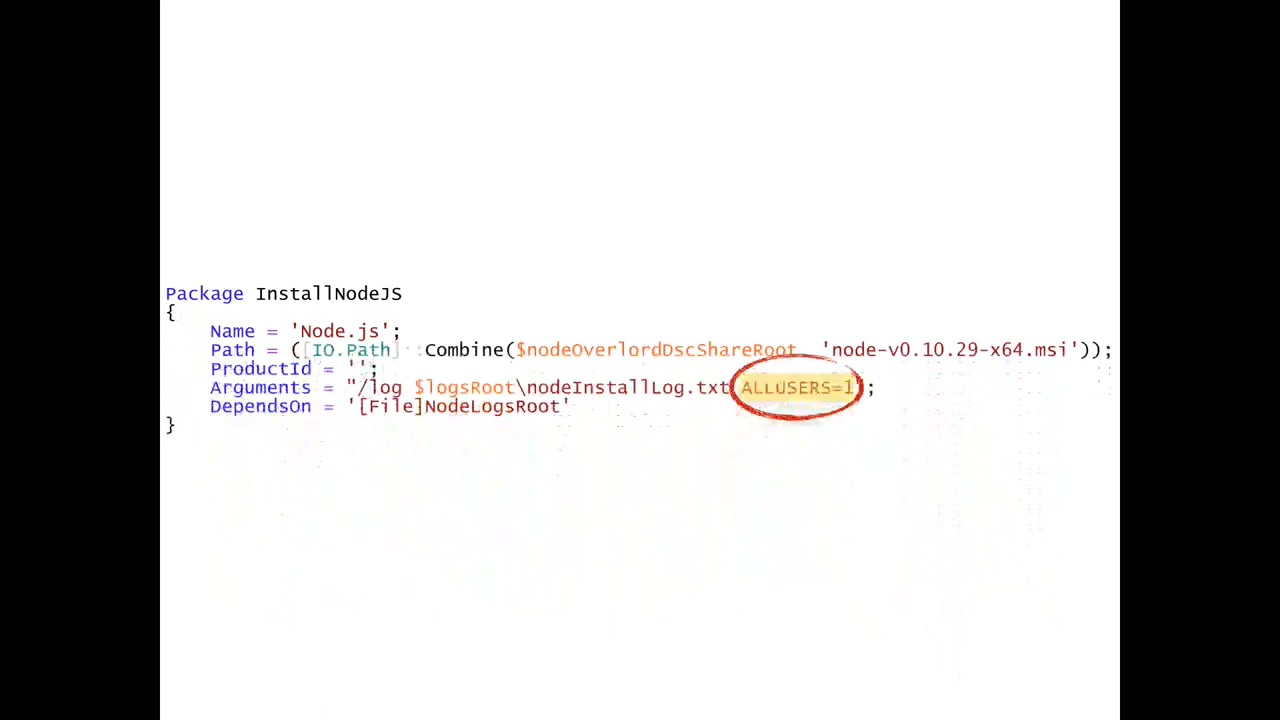 Package InstallNodeJS
{
Name = 'Node.js';
Path = ([IO.Path]::Combine($nodeOverlordDscShareRoot, 'node-v0.10.29-x64.msi'));
ProductId = '';
Arguments = "/log $logsRoot\nodeInstallLog.txt ALLUSERS=1";
DependsOn = '[File]NodeLogsRoot'
}